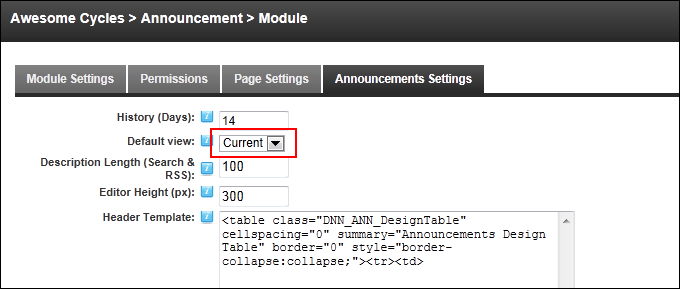 Awesome Cycles > Announcement > Module
Module Settings Permissions Page Settings Announcements Settings
History (Days): i 14
Default view: i Current
Description Length (Search &
RSS): i 100
Editor Height (px): i 300
Header Template: i <table class="DNN_ANN_DesignTable"
cellspacing="0" summary="Announcements Design
Table" border="0" style="border-
collapse:collapse;"><tr><td>